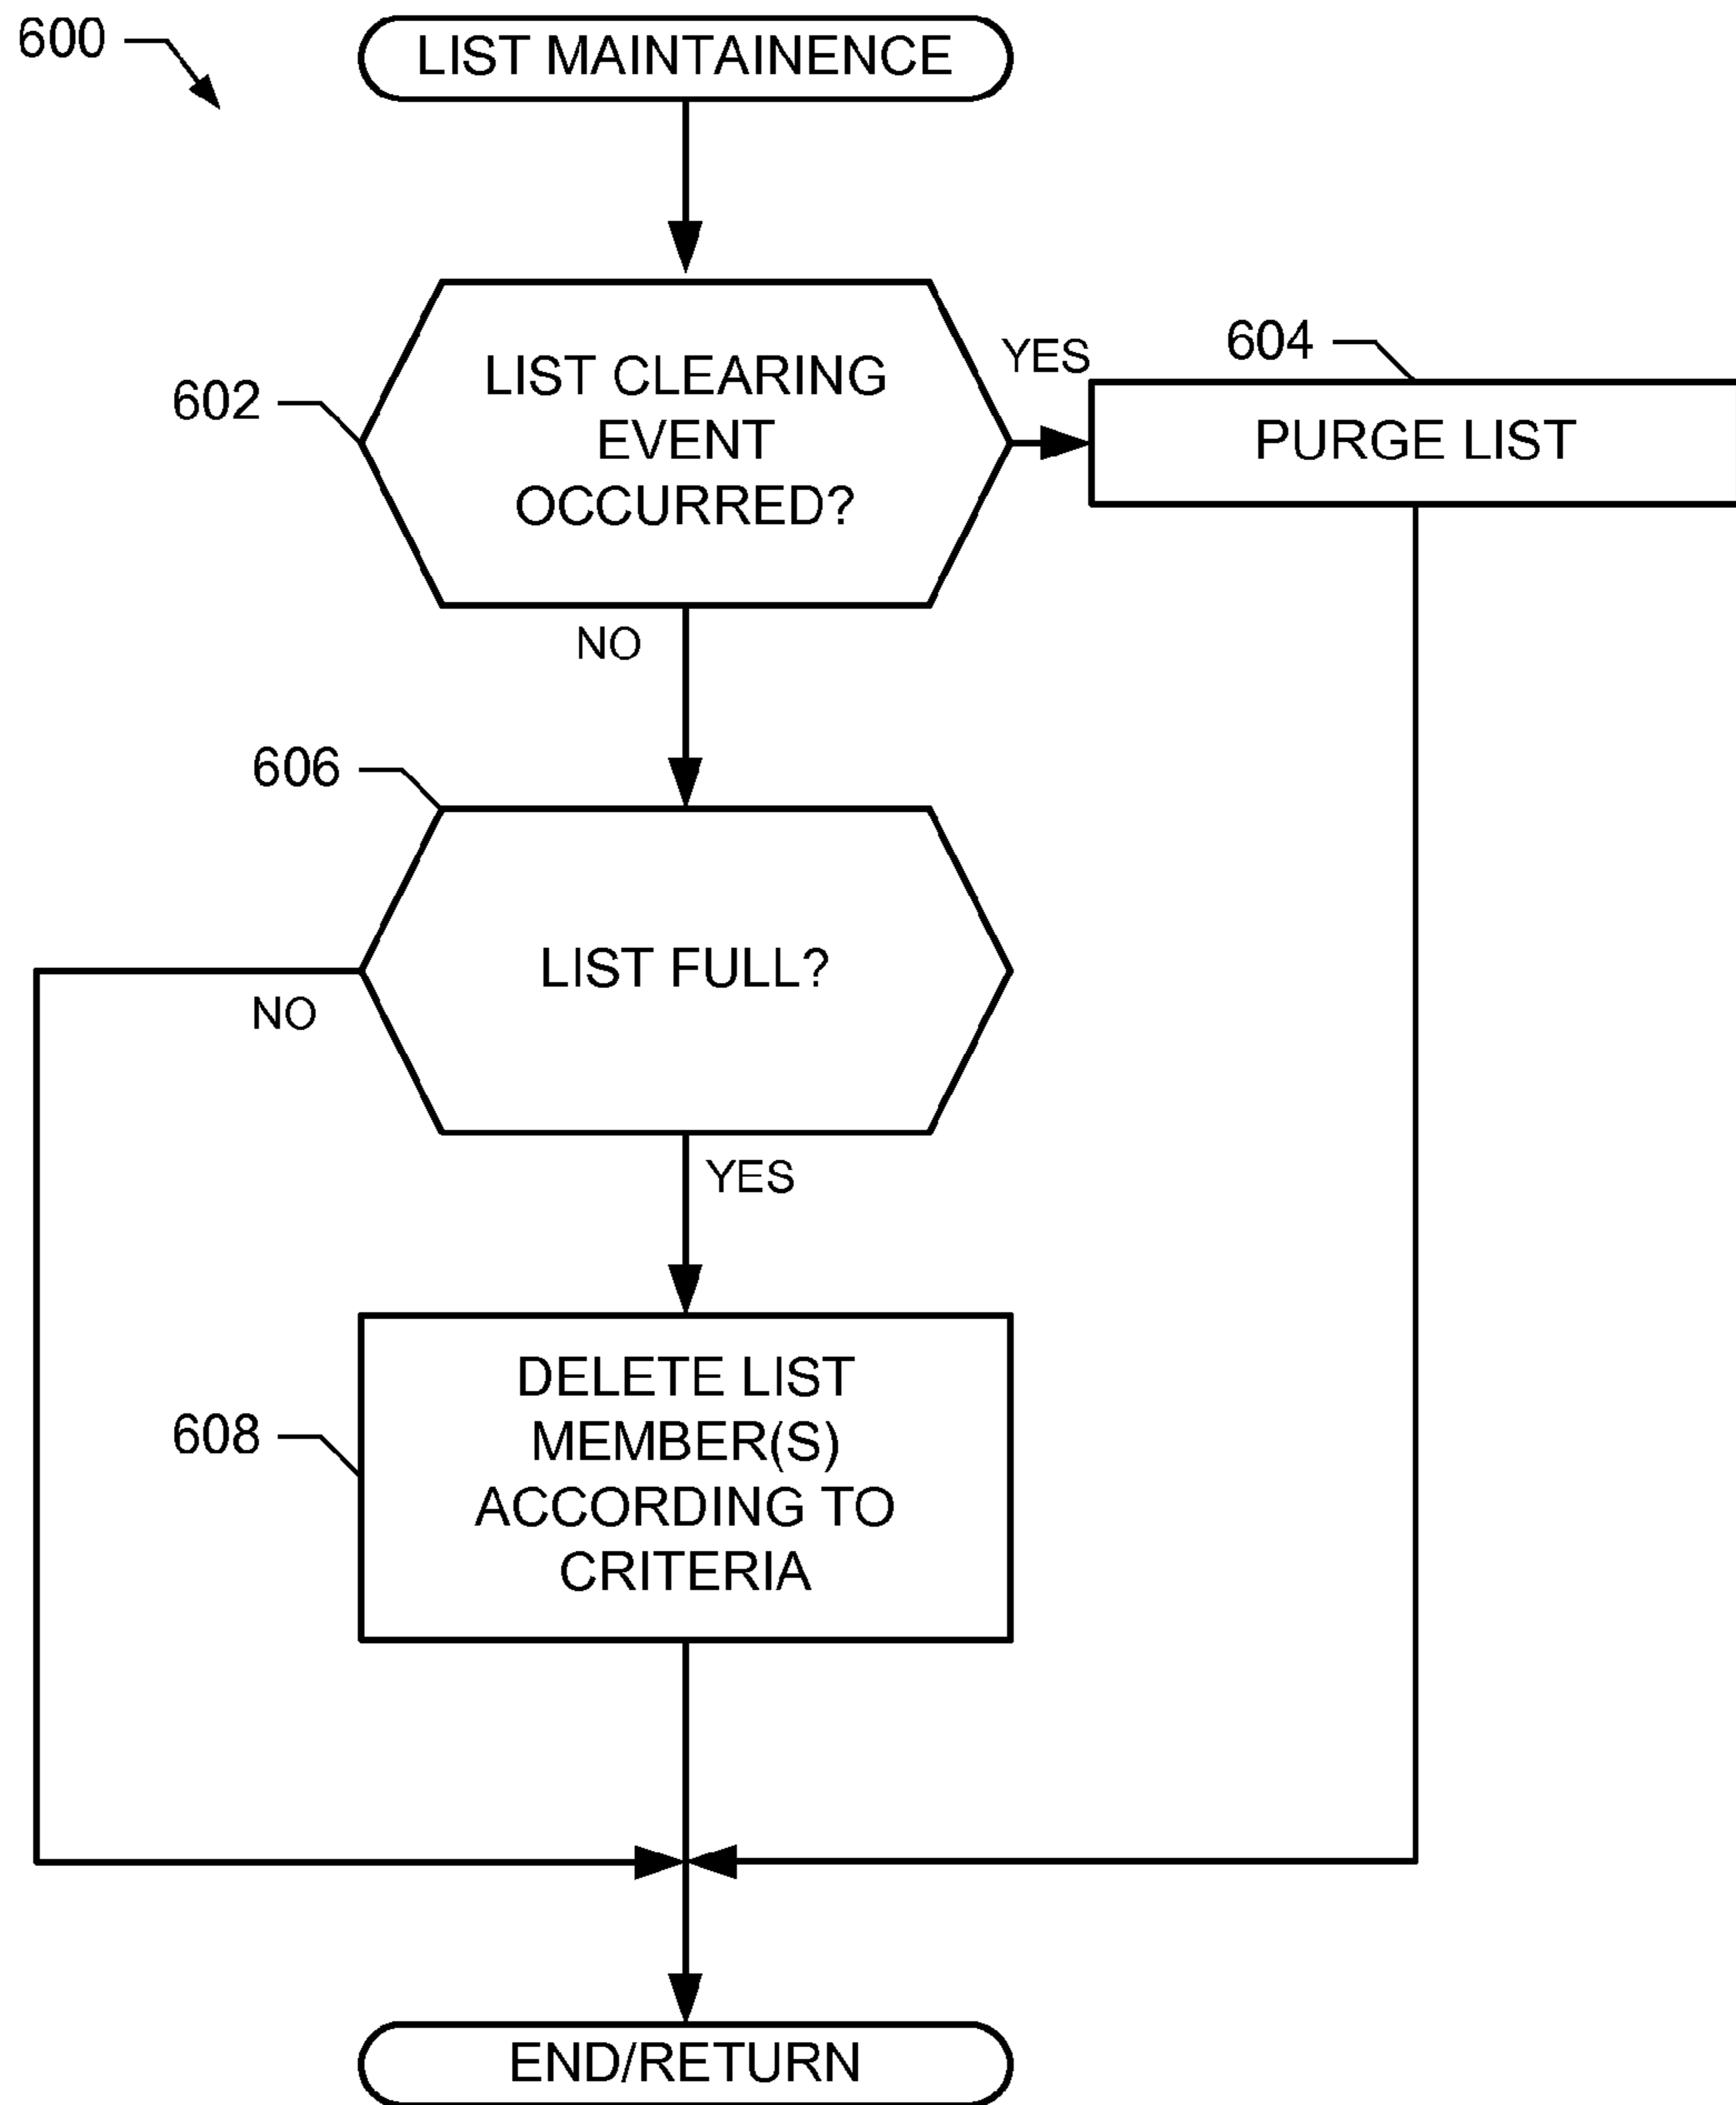 600
LIST MAINTAINENCE
602
LIST CLEARING
EVENT
OCCURRED?
YES
604
PURGE LIST
NO
606
LIST FULL?
NO
YES
608
DELETE LIST
MEMBER(S)
ACCORDING TO
CRITERIA
END/RETURN